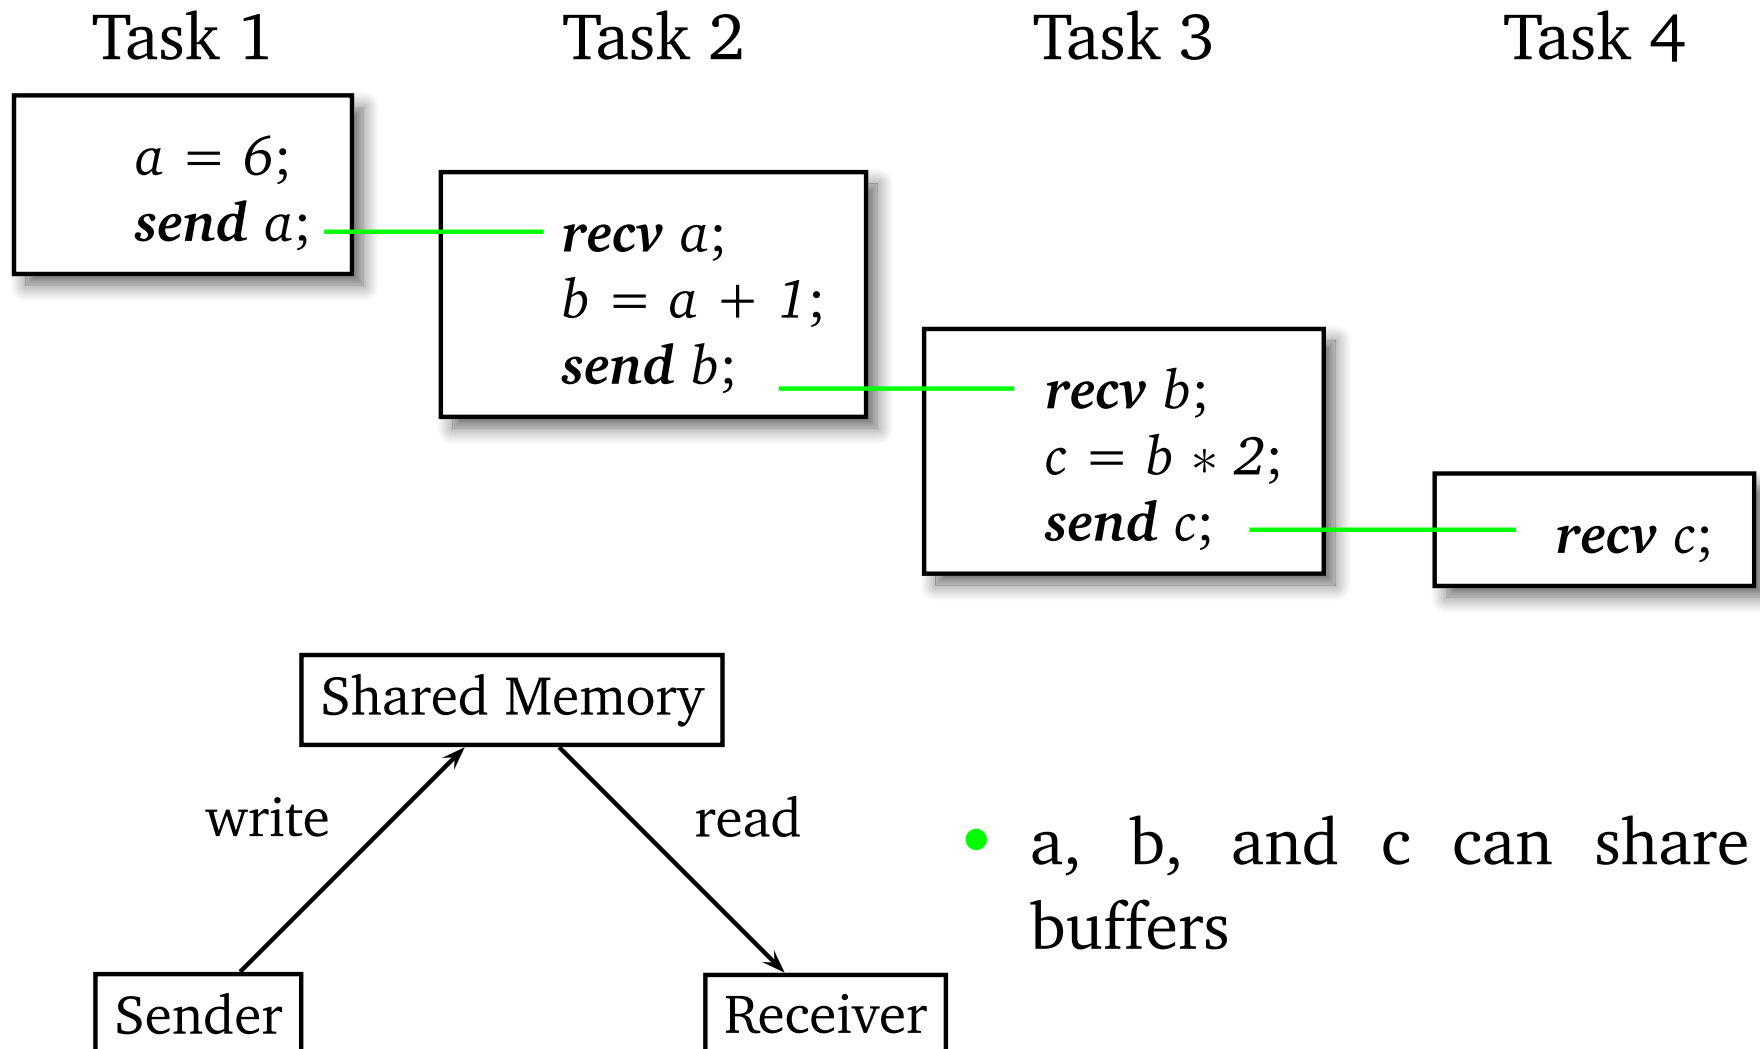 Task 1
Task 2
Task 3
Task 4
a = 6;
send a;
recv a;
b = a + 1;
send b;
recv b;
c = b * 2;
send c;
recv c;
Shared Memory
write
read
Sender
Receiver
• a, b, and c can share
buffers